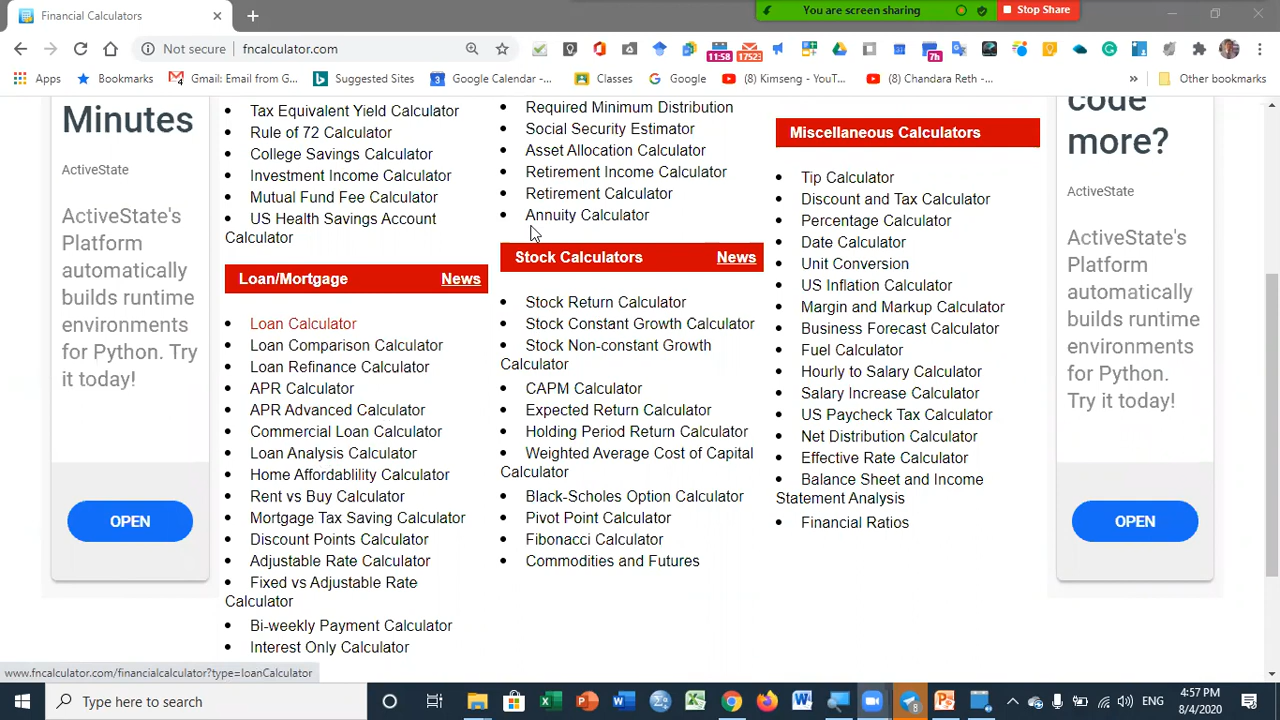 Financial Calculators
You are screen sharing
Stop Share
Not secure
fncalculator.com
11:58
17523
7h
Apps
Bookmarks
Gmail: Email from G...
Suggested Sites
Google Calendar -...
Classes
Google
(8) Kimseng - YouT...
(8) Chandara Reth -...
»
Other bookmarks
Minutes
ActiveState
ActiveState's
Platform
automatically
builds runtime
environments
for Python. Try
it today!
OPEN
Tax Equivalent Yield Calculator
Rule of 72 Calculator
College Savings Calculator
Investment Income Calculator
Mutual Fund Fee Calculator
US Health Savings Account
Calculator
Loan/Mortgage News
Loan Calculator
Loan Comparison Calculator
Loan Refinance Calculator
APR Calculator
APR Advanced Calculator
Commercial Loan Calculator
Loan Analysis Calculator
Home Affordablility Calculator
Rent vs Buy Calculator
Mortgage Tax Saving Calculator
Discount Points Calculator
Adjustable Rate Calculator
Fixed vs Adjustable Rate
Calculator
Bi-weekly Payment Calculator
Interest Only Calculator
Required Minimum Distribution
Social Security Estimator
Asset Allocation Calculator
Retirement Income Calculator
Retirement Calculator
Annuity Calculator
Stock Calculators News
Stock Return Calculator
Stock Constant Growth Calculator
Stock Non-constant Growth
Calculator
CAPM Calculator
Expected Return Calculator
Holding Period Return Calculator
Weighted Average Cost of Capital
Calculator
Black-Scholes Option Calculator
Pivot Point Calculator
Fibonacci Calculator
Commodities and Futures
Miscellaneous Calculators
Tip Calculator
Discount and Tax Calculator
Percentage Calculator
Date Calculator
Unit Conversion
US Inflation Calculator
Margin and Markup Calculator
Business Forecast Calculator
Fuel Calculator
Hourly to Salary Calculator
Salary Increase Calculator
US Paycheck Tax Calculator
Net Distribution Calculator
Effective Rate Calculator
Balance Sheet and Income
Statement Analysis
Financial Ratios
code
more?
ActiveState
ActiveState's
Platform
automatically
builds runtime
environments
for Python.
Try it today!
OPEN
www.fncalculator.com/financialcalculator?type=loanCalculator
Type here to search
8
ENG
4:57 PM
8/4/2020